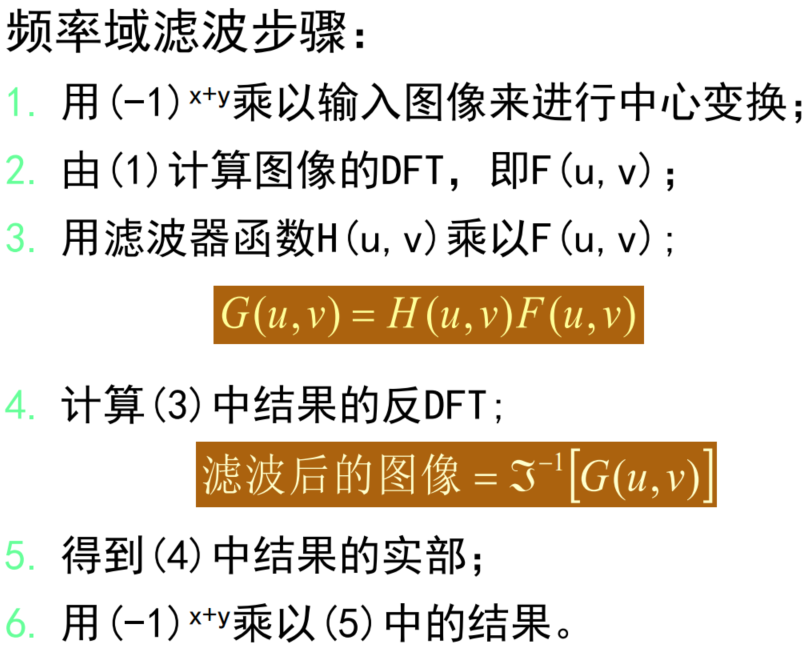 频率域滤波步骤：
1. 用(-1)ˣ⁺ʸ乘以输入图像来进行中心变换；
2. 由(1)计算图像的DFT，即F(u,v)；
3. 用滤波器函数H(u,v)乘以F(u,v);
G(u,v) = H(u,v)F(u,v)
4. 计算(3)中结果的反DFT;
滤波后的图像 = ℑ⁻¹[G(u,v)]
5. 得到(4)中结果的实部；
6. 用(-1)ˣ⁺ʸ乘以(5)中的结果。